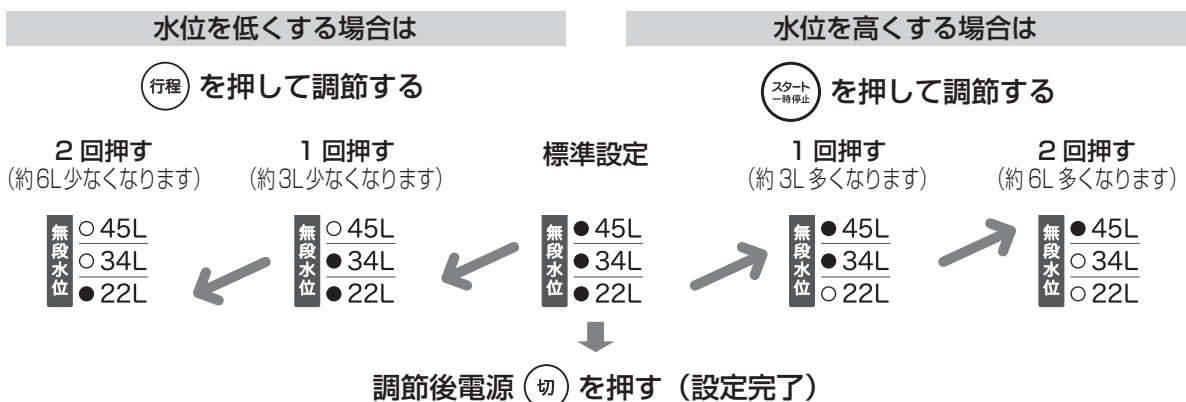 水位を低くする場合は
行程 を押して調節する
水位を高くする場合は
スタート 一時停止 を押して調節する
2回押す
(約6L少なくなります)
1回押す
(約3L少なくなります)
標準設定
1回押す
(約3L多くなります)
2回押す
(約6L多くなります)
無段水位
○45L
○34L
●22L
無段水位
○45L
●34L
●22L
無段水位
●45L
●34L
●22L
無段水位
●45L
●34L
○22L
無段水位
●45L
○34L
○22L
調節後電源 切 を押す(設定完了)